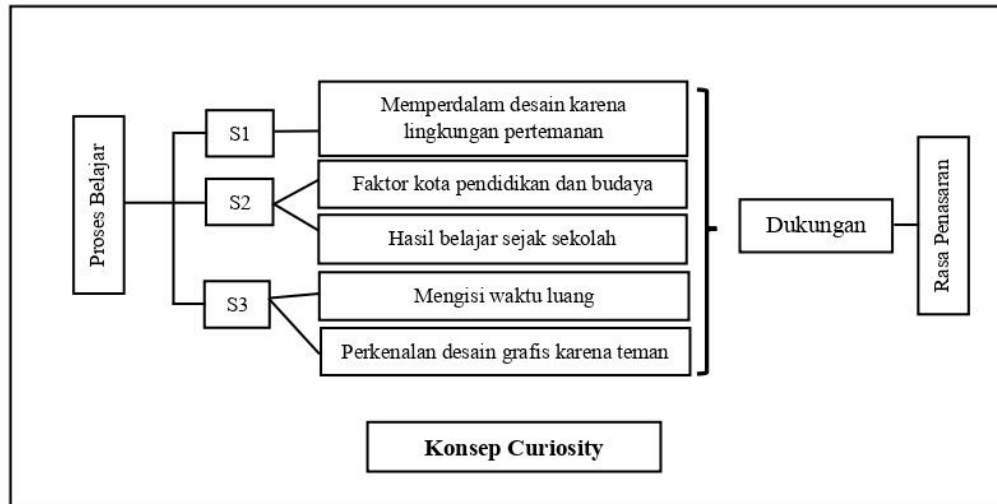 Proses Belajar
S1
Memperdalam desain karena
lingkungan pertemanan
S2
Faktor kota pendidikan dan budaya
Hasil belajar sejak sekolah
S3
Mengisi waktu luang
Perkenalan desain grafis karena teman
Dukungan
Rasa Penasaran
Konsep Curiosity